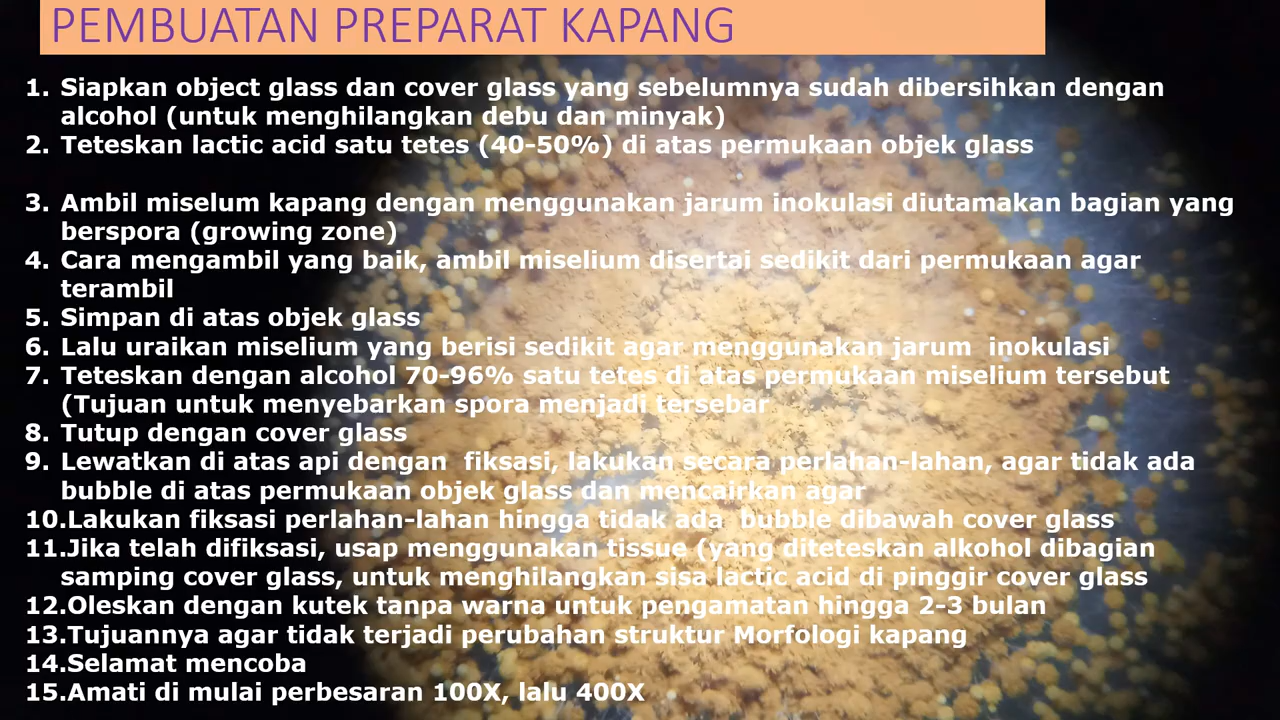 PEMBUATAN PREPARAT KAPANG
1. Siapkan object glass dan cover glass yang sebelumnya sudah dibersihkan dengan
alcohol (untuk menghilangkan debu dan minyak)
2. Teteskan lactic acid satu tetes (40-50%) di atas permukaan objek glass
3. Ambil miselum kapang dengan menggunakan jarum inokulasi diutamakan bagian yang
berspora (growing zone)
4. Cara mengambil yang baik, ambil miselium disertai sedikit dari permukaan agar
terambil
5. Simpan di atas objek glass
6. Lalu uraikan miselium yang berisi sedikit agar menggunakan jarum  inokulasi
7. Teteskan dengan alcohol 70-96% satu tetes di atas permukaan miselium tersebut
(Tujuan untuk menyebarkan spora menjadi tersebar
8. Tutup dengan cover glass
9. Lewatkan di atas api dengan  fiksasi, lakukan secara perlahan-lahan, agar tidak ada
bubble di atas permukaan objek glass dan mencairkan agar
10.Lakukan fiksasi perlahan-lahan hingga tidak ada  bubble dibawah cover glass
11.Jika telah difiksasi, usap menggunakan tissue (yang diteteskan alkohol dibagian
samping cover glass, untuk menghilangkan sisa lactic acid di pinggir cover glass
12.Oleskan dengan kutek tanpa warna untuk pengamatan hingga 2-3 bulan
13.Tujuannya agar tidak terjadi perubahan struktur Morfologi kapang
14.Selamat mencoba
15.Amati di mulai perbesaran 100X, lalu 400X